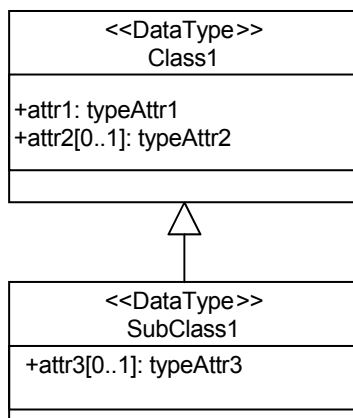 <<DataType>>
Class1
+attr1: typeAttr1
+attr2[0..1]: typeAttr2
<<DataType>>
SubClass1
+attr3[0..1]: typeAttr3